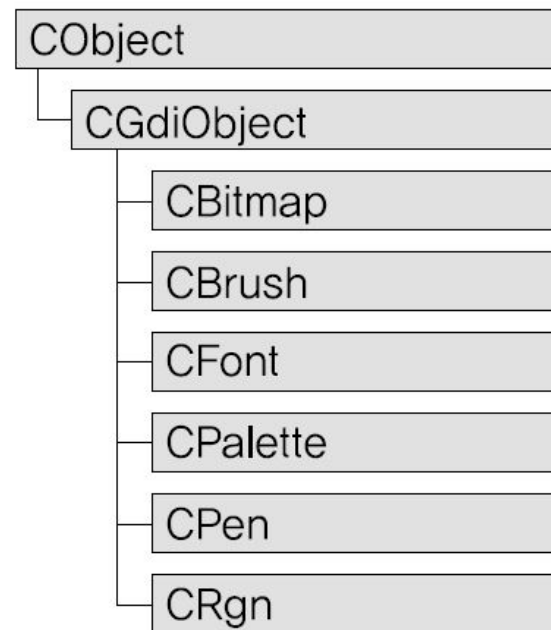 CObject
CGdiObject
CBitmap
CBrush
CFont
CPalette
CPen
CRgn